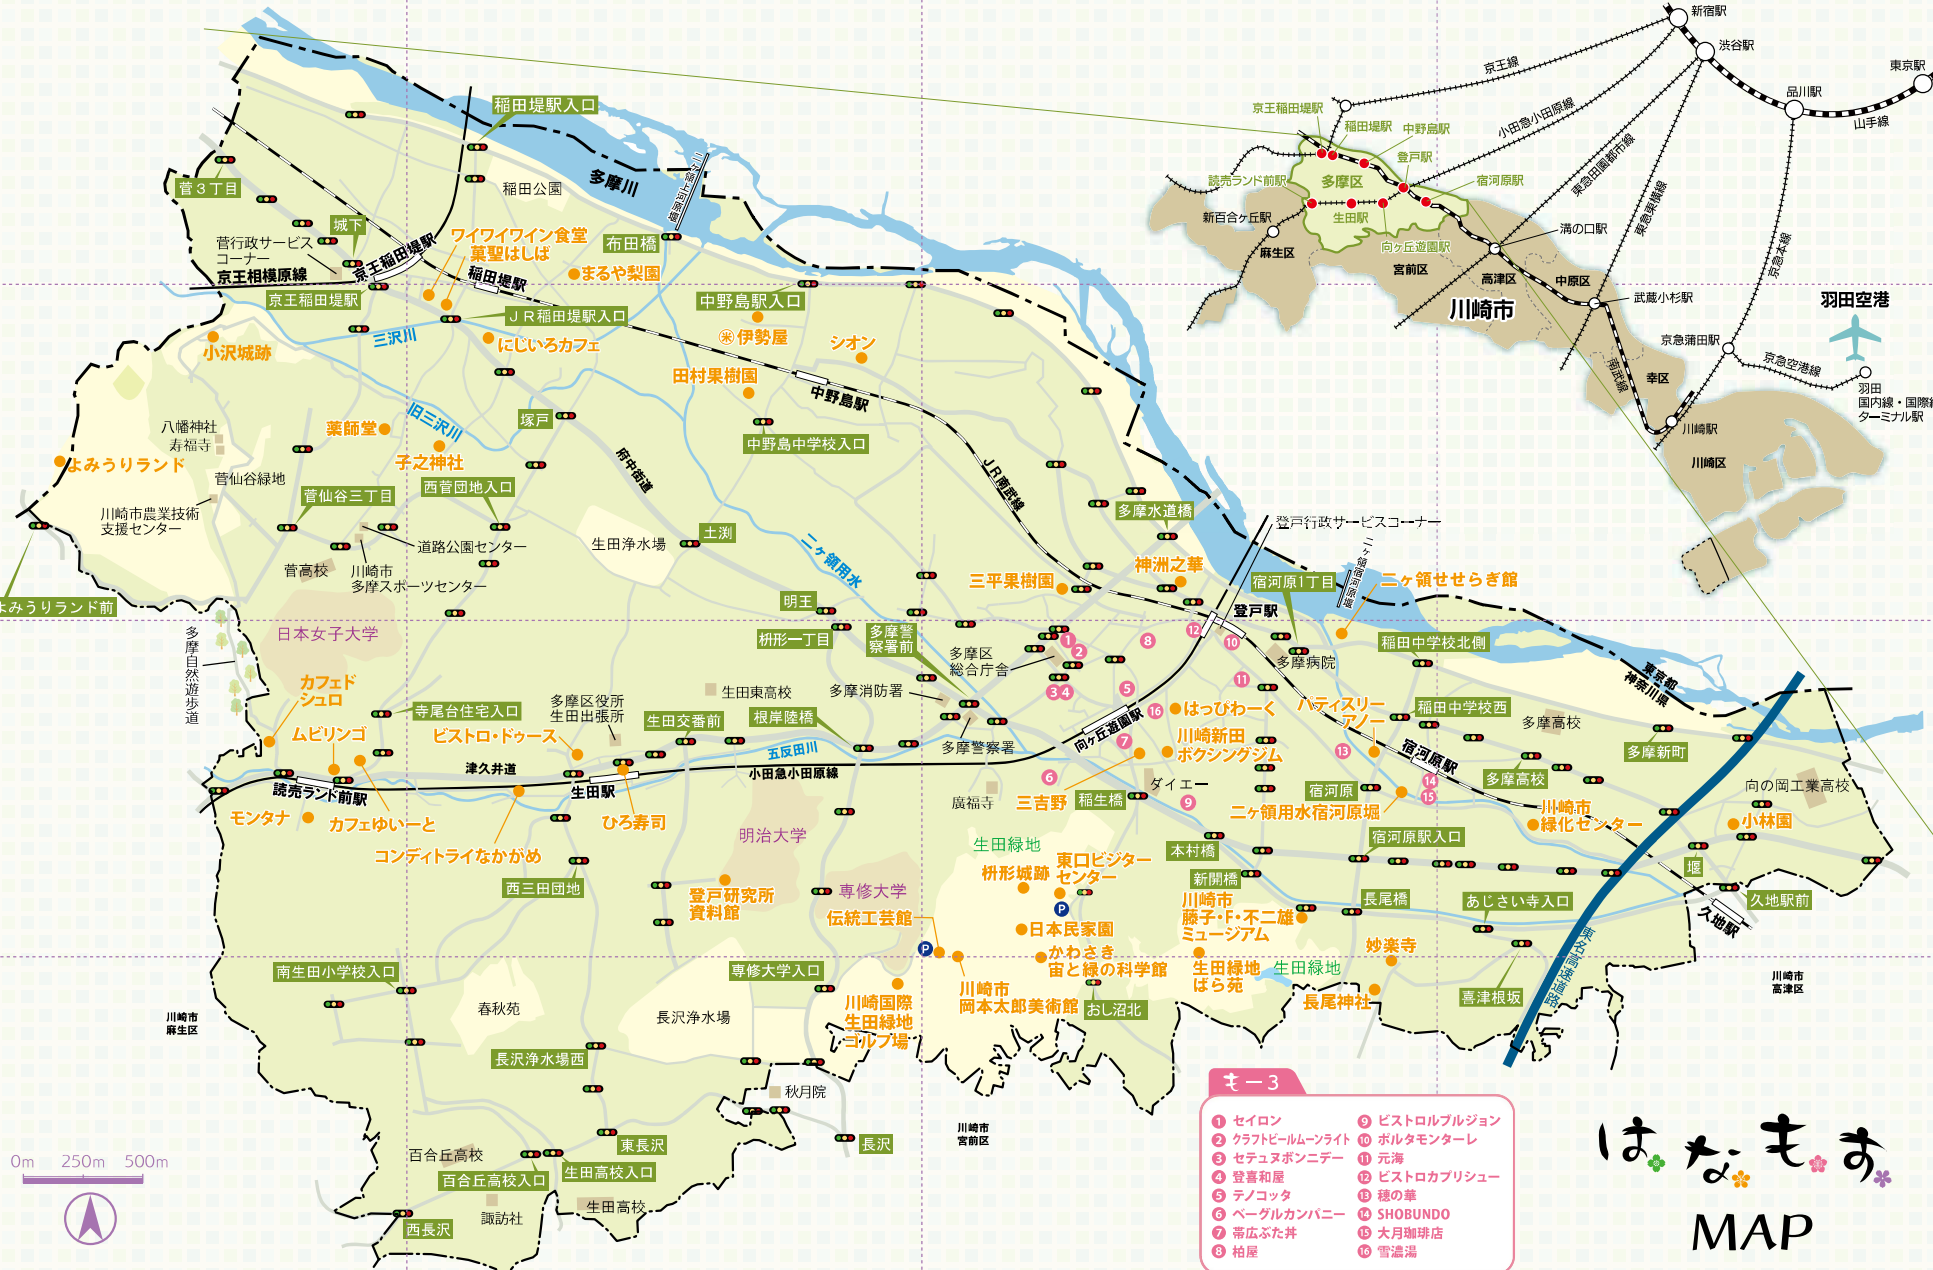 新宿駅
渋谷駅
東京駅
品川駅
山手線
京王線
小田急小田原線
東急田園都市線
東急東横線
京急本線
京王稲田堤駅
稲田堤駅
中野島駅
登戸駅
宿河原駅
読売ランド前駅
多摩区
生田駅
向ヶ丘遊園駅
新百合ヶ丘駅
麻生区
宮前区
高津区
中原区
溝の口駅
武蔵小杉駅
川崎市
羽田空港
京急蒲田駅
京急空港線
羽田
国内線・国際線
ターミナル駅
南武線
幸区
川崎駅
川崎区
稲田堤駅入口
多摩川
二ヶ領上河原堰
稲田公園
菅3丁目
城下
菅行政サービス
コーナー
京王相模原線
京王稲田堤駅
京王稲田堤駅
ワイワイワイン食堂
菓聖はしば
稲田堤駅
まるや梨園
布田橋
JR稲田堤駅入口
中野島駅入口
米 伊勢屋
シオン
三沢川
にじいろカフェ
小沢城跡
田村果樹園
中野島駅
旧三沢川
塚戸
中野島中学校入口
八幡神社
寿福寺
薬師堂
子之神社
よみうりランド
菅仙谷緑地
菅仙谷三丁目
西菅団地入口
府中街道
JR南武線
川崎市農業技術
支援センター
道路公園センター
生田浄水場
土渕
二ヶ領用水
多摩水道橋
登戸行政サービスコーナー
菅高校
川崎市
多摩スポーツセンター
三平果樹園
神洲之華
宿河原1丁目
二ヶ領宿河原堰
二ヶ領せせらぎ館
よみうりランド前
明王
枡形一丁目
多摩警
察署前
登戸駅
日本女子大学
多摩自然遊歩道
多摩区
総合庁舎
多摩病院
稲田中学校北側
東京都
神奈川県
カフェド
シュロ
寺尾台住宅入口
多摩区役所
生田出張所
生田東高校
多摩消防署
生田交番前
根岸陸橋
多摩警察署
はっぴわーく
パティスリー
アノー
稲田中学校西
多摩高校
多摩新町
ムビリンゴ
ビストロ・ドゥース
五反田川
向ヶ丘遊園駅
川崎新田
ボクシングジム
宿河原駅
津久井道
小田急小田原線
読売ランド前駅
生田駅
廣福寺
三吉野
稲生橋
ダイエー
宿河原
多摩高校
向の岡工業高校
モンタナ
カフェゆいーと
ひろ寿司
二ヶ領用水宿河原堀
川崎市
緑化センター
小林園
コンディトライなかがめ
明治大学
生田緑地
本村橋
宿河原駅入口
西三田団地
登戸研究所
資料館
専修大学
伝統工芸館
枡形城跡
東口ビジター
センター
P
新開橋
川崎市
藤子・F・不二雄
ミュージアム
長尾橋
あじさい寺入口
堰
久地駅前
久地駅
日本民家園
かわさき
宙と緑の科学館
P
生田緑地
ばら苑
生田緑地
妙楽寺
長尾神社
東名高速道路
喜津根坂
川崎市
高津区
南生田小学校入口
専修大学入口
川崎国際
生田緑地
ゴルフ場
川崎市
岡本太郎美術館
おし沼北
川崎市
麻生区
春秋苑
長沢浄水場
長沢浄水場西
秋月院
長沢
川崎市
宮前区
東長沢
百合丘高校
百合丘高校入口
生田高校入口
諏訪社
生田高校
西長沢
0m 250m 500m
も－3
1 セイロン
2 クラフトビールムーンライト
3 セテュヌボンニデー
4 登喜和屋
5 テノコッタ
6 ベーグルカンパニー
7 帯広ぶた丼
8 柏屋
9 ビストロルブルジョン
10 ポルタモンターレ
11 元海
12 ビストロカプリシュー
13 穂の華
14 SHOBUNDO
15 大月珈琲店
16 雪濃湯
はなもす
MAP